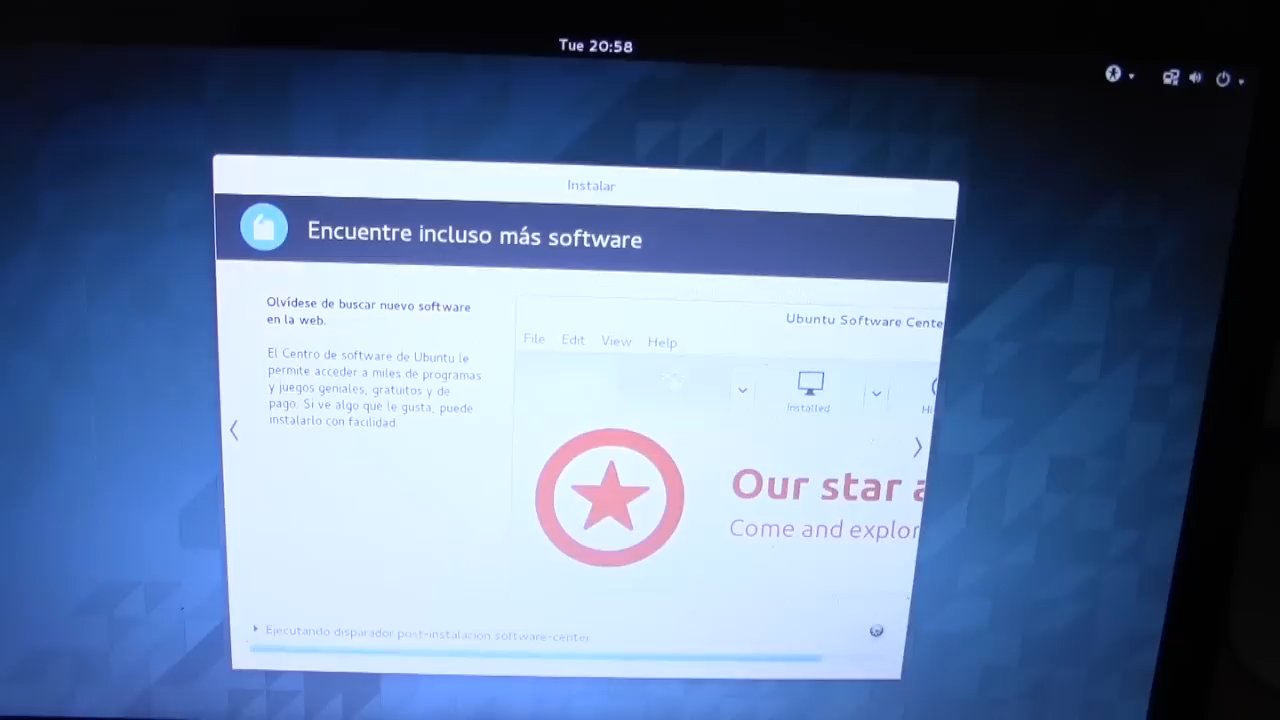 Tue 20:58
Instalar
Encuentre incluso más software
Olvídese de buscar nuevo software
en la web.
El Centro de software de Ubuntu le
permite acceder a miles de programas
y juegos geniales, gratuitos y de
pago. Si ve algo que le gusta, puede
instalarlo con facilidad.
Ubuntu Software Cente
File Edit View Help
Installed
Hi
Our star a
Come and explor
Ejecutando disparador post-instalación software-center